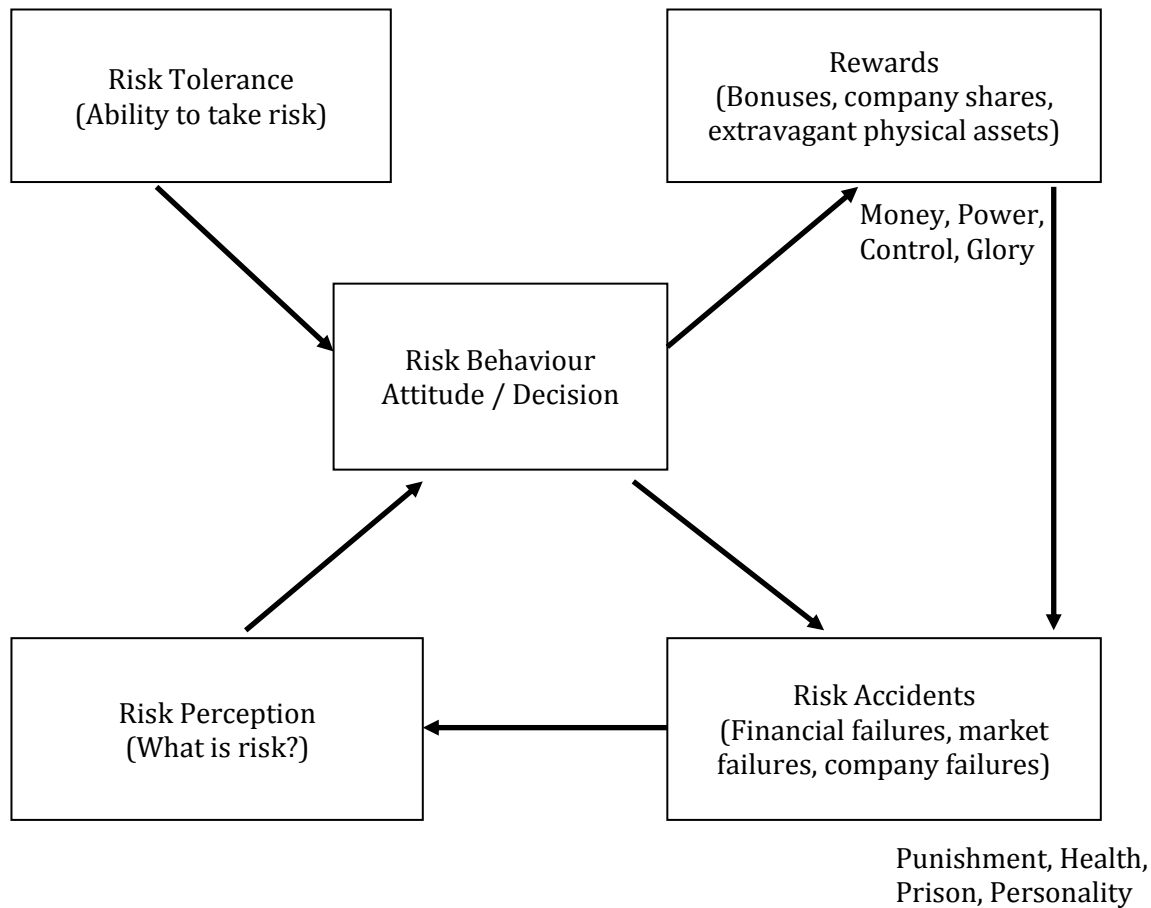 Risk Tolerance
(Ability to take risk)
Rewards
(Bonuses, company shares,
extravagant physical assets)
Money, Power,
Control, Glory
Risk Behaviour
Attitude / Decision
Risk Perception
(What is risk?)
Risk Accidents
(Financial failures, market
failures, company failures)
Punishment, Health,
Prison, Personality